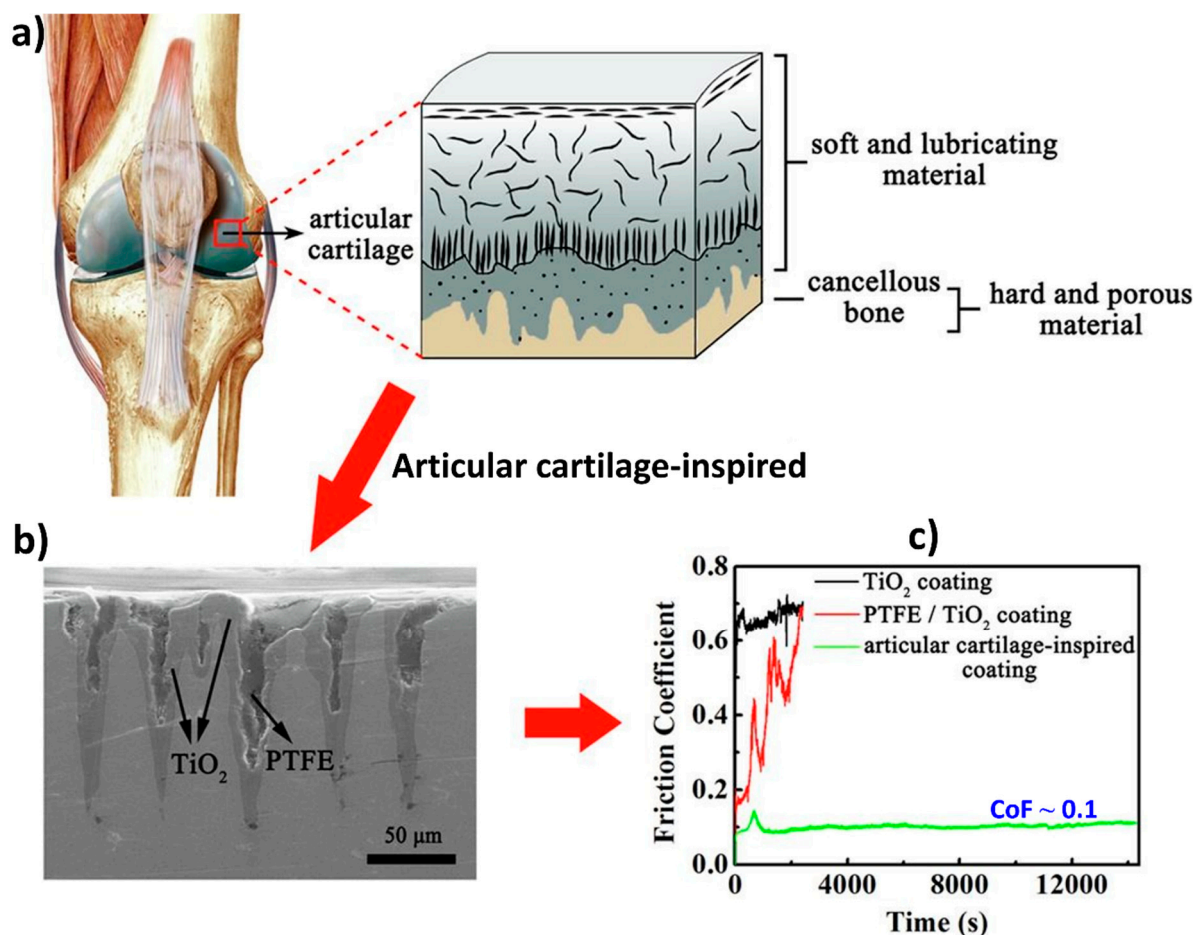 a)
articular
cartilage
soft and lubricating
material
cancellous
bone
hard and porous
material
Articular cartilage-inspired
b)
TiO₂
PTFE
50 µm
c)
Friction Coefficient
0.8
0.6
0.4
0.2
0.0
TiO₂ coating
PTFE / TiO₂ coating
articular cartilage-inspired
coating
CoF ~ 0.1
0 4000 8000 12000
Time (s)